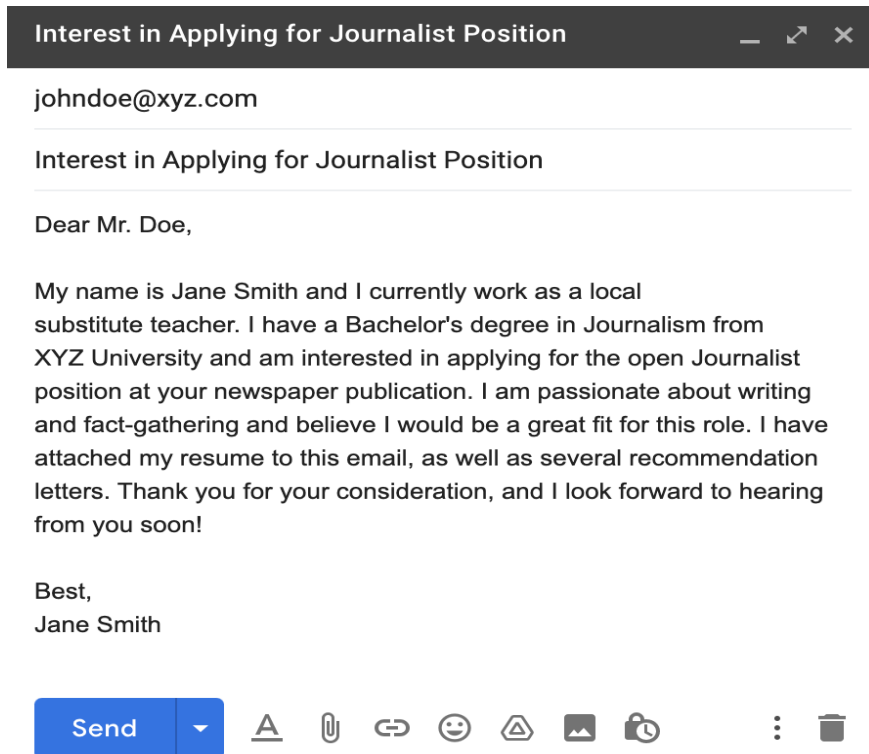 Interest in Applying for Journalist Position
johndoe@xyz.com
Interest in Applying for Journalist Position
Dear Mr. Doe,
My name is Jane Smith and I currently work as a local
substitute teacher. I have a Bachelor's degree in Journalism from
XYZ University and am interested in applying for the open Journalist
position at your newspaper publication. I am passionate about writing
and fact-gathering and believe I would be a great fit for this role. I have
attached my resume to this email, as well as several recommendation
letters. Thank you for your consideration, and I look forward to hearing
from you soon!
Best,
Jane Smith
Send